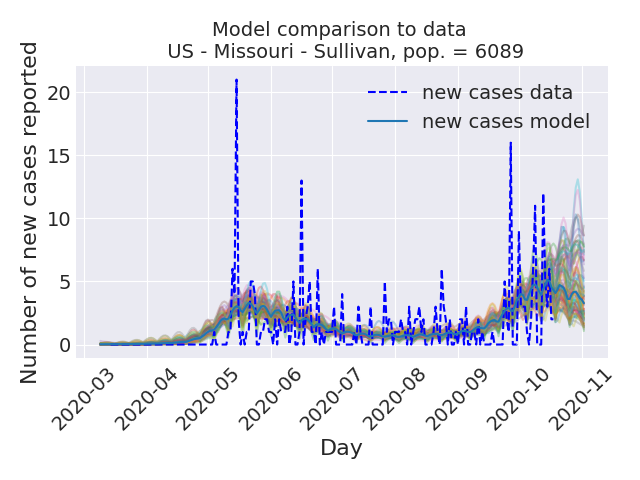 Model comparison to data
US - Missouri - Sullivan, pop. = 6089
Number of new cases reported
20
15
10
5
0
new cases data
new cases model
2020-03
2020-04
2020-05
2020-06
2020-07
2020-08
2020-09
2020-10
2020-11
Day